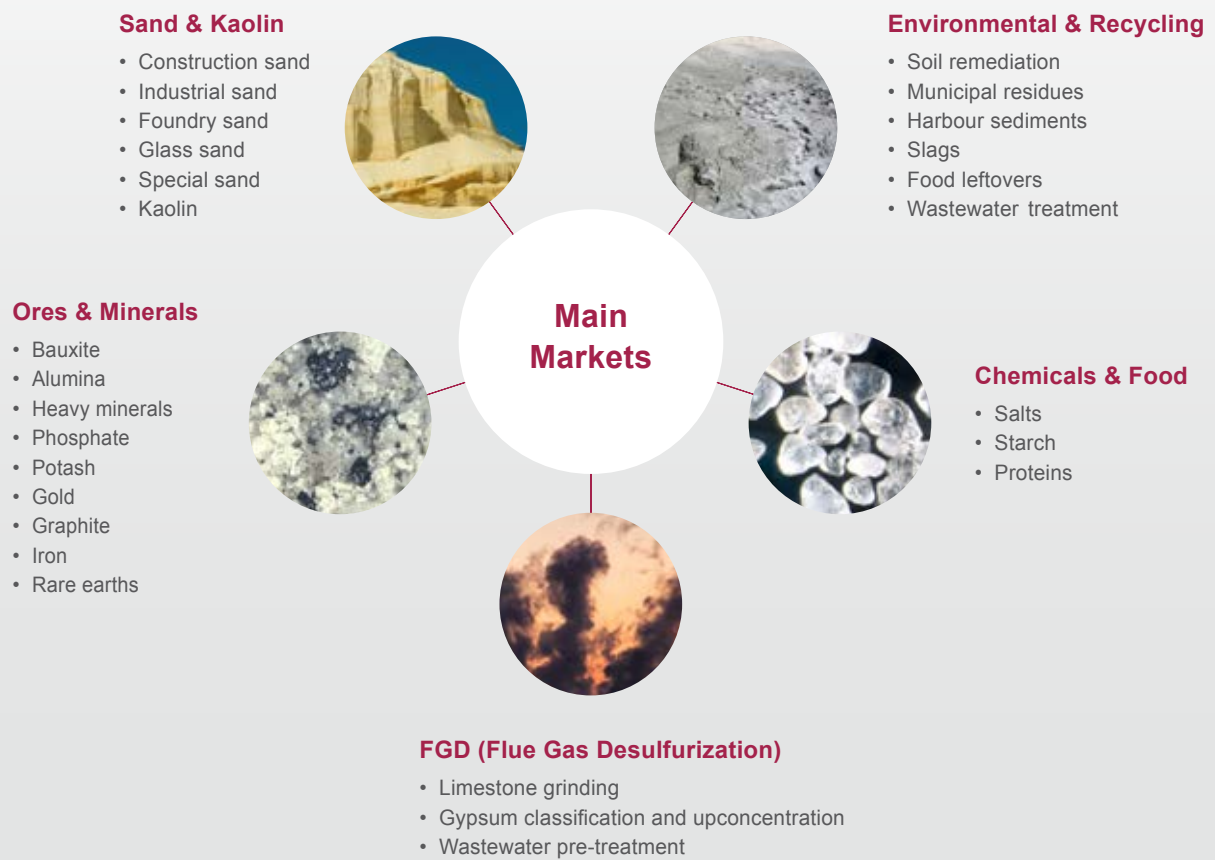 Sand & Kaolin
• Construction sand
• Industrial sand
• Foundry sand
• Glass sand
• Special sand
• Kaolin
Environmental & Recycling
• Soil remediation
• Municipal residues
• Harbour sediments
• Slags
• Food leftovers
• Wastewater treatment
Main
Markets
Ores & Minerals
• Bauxite
• Alumina
• Heavy minerals
• Phosphate
• Potash
• Gold
• Graphite
• Iron
• Rare earths
Chemicals & Food
• Salts
• Starch
• Proteins
FGD (Flue Gas Desulfurization)
• Limestone grinding
• Gypsum classification and upconcentration
• Wastewater pre-treatment